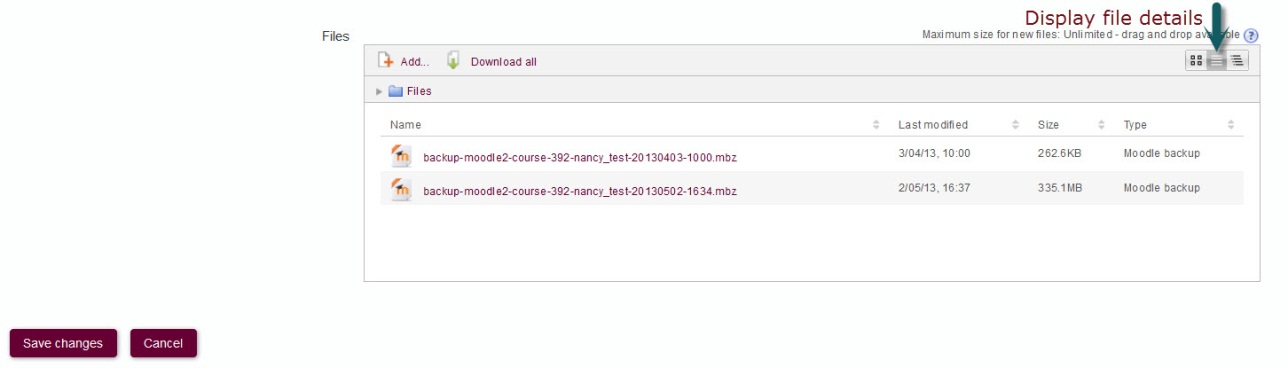 Display file details
Files
Maximum size for new files: Unlimited - drag and drop available
Add... Download all
Files
Name Last modified Size Type
backup-moodle2-course-392-nancy_test-20130403-1000.mbz 3/04/13, 10:00 262.6KB Moodle backup
backup-moodle2-course-392-nancy_test-20130502-1634.mbz 2/05/13, 16:37 335.1MB Moodle backup
Save changes Cancel